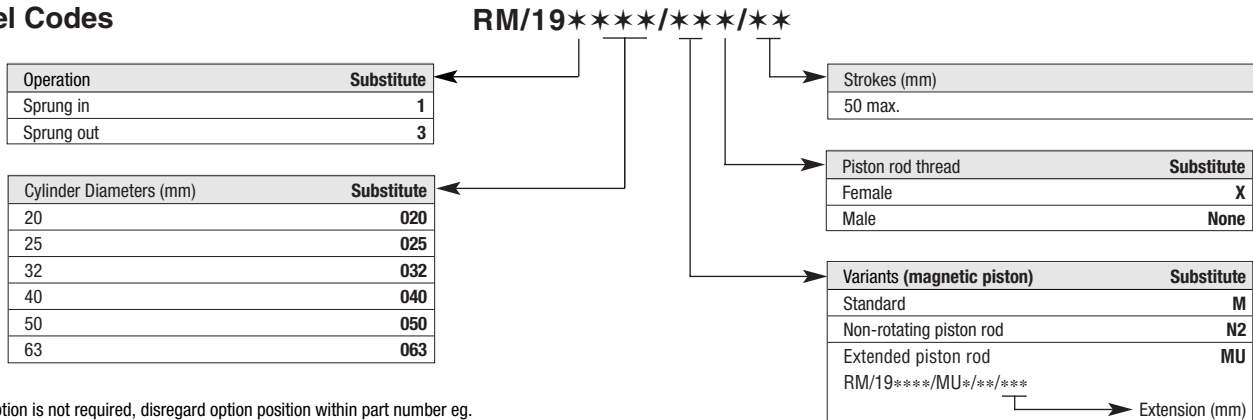 el Codes
RM/19✶✶✶✶/✶✶✶/✶✶
Operation Substitute
Sprung in 1
Sprung out 3
Cylinder Diameters (mm) Substitute
20 020
25 025
32 032
40 040
50 050
63 063
Strokes (mm)
50 max.
Piston rod thread Substitute
Female X
Male None
Variants (magnetic piston) Substitute
Standard M
Non-rotating piston rod N2
Extended piston rod MU
RM/19∗∗∗∗/MU∗/∗∗/∗∗∗
Extension (mm)
tion is not required, disregard option position within part number eg.